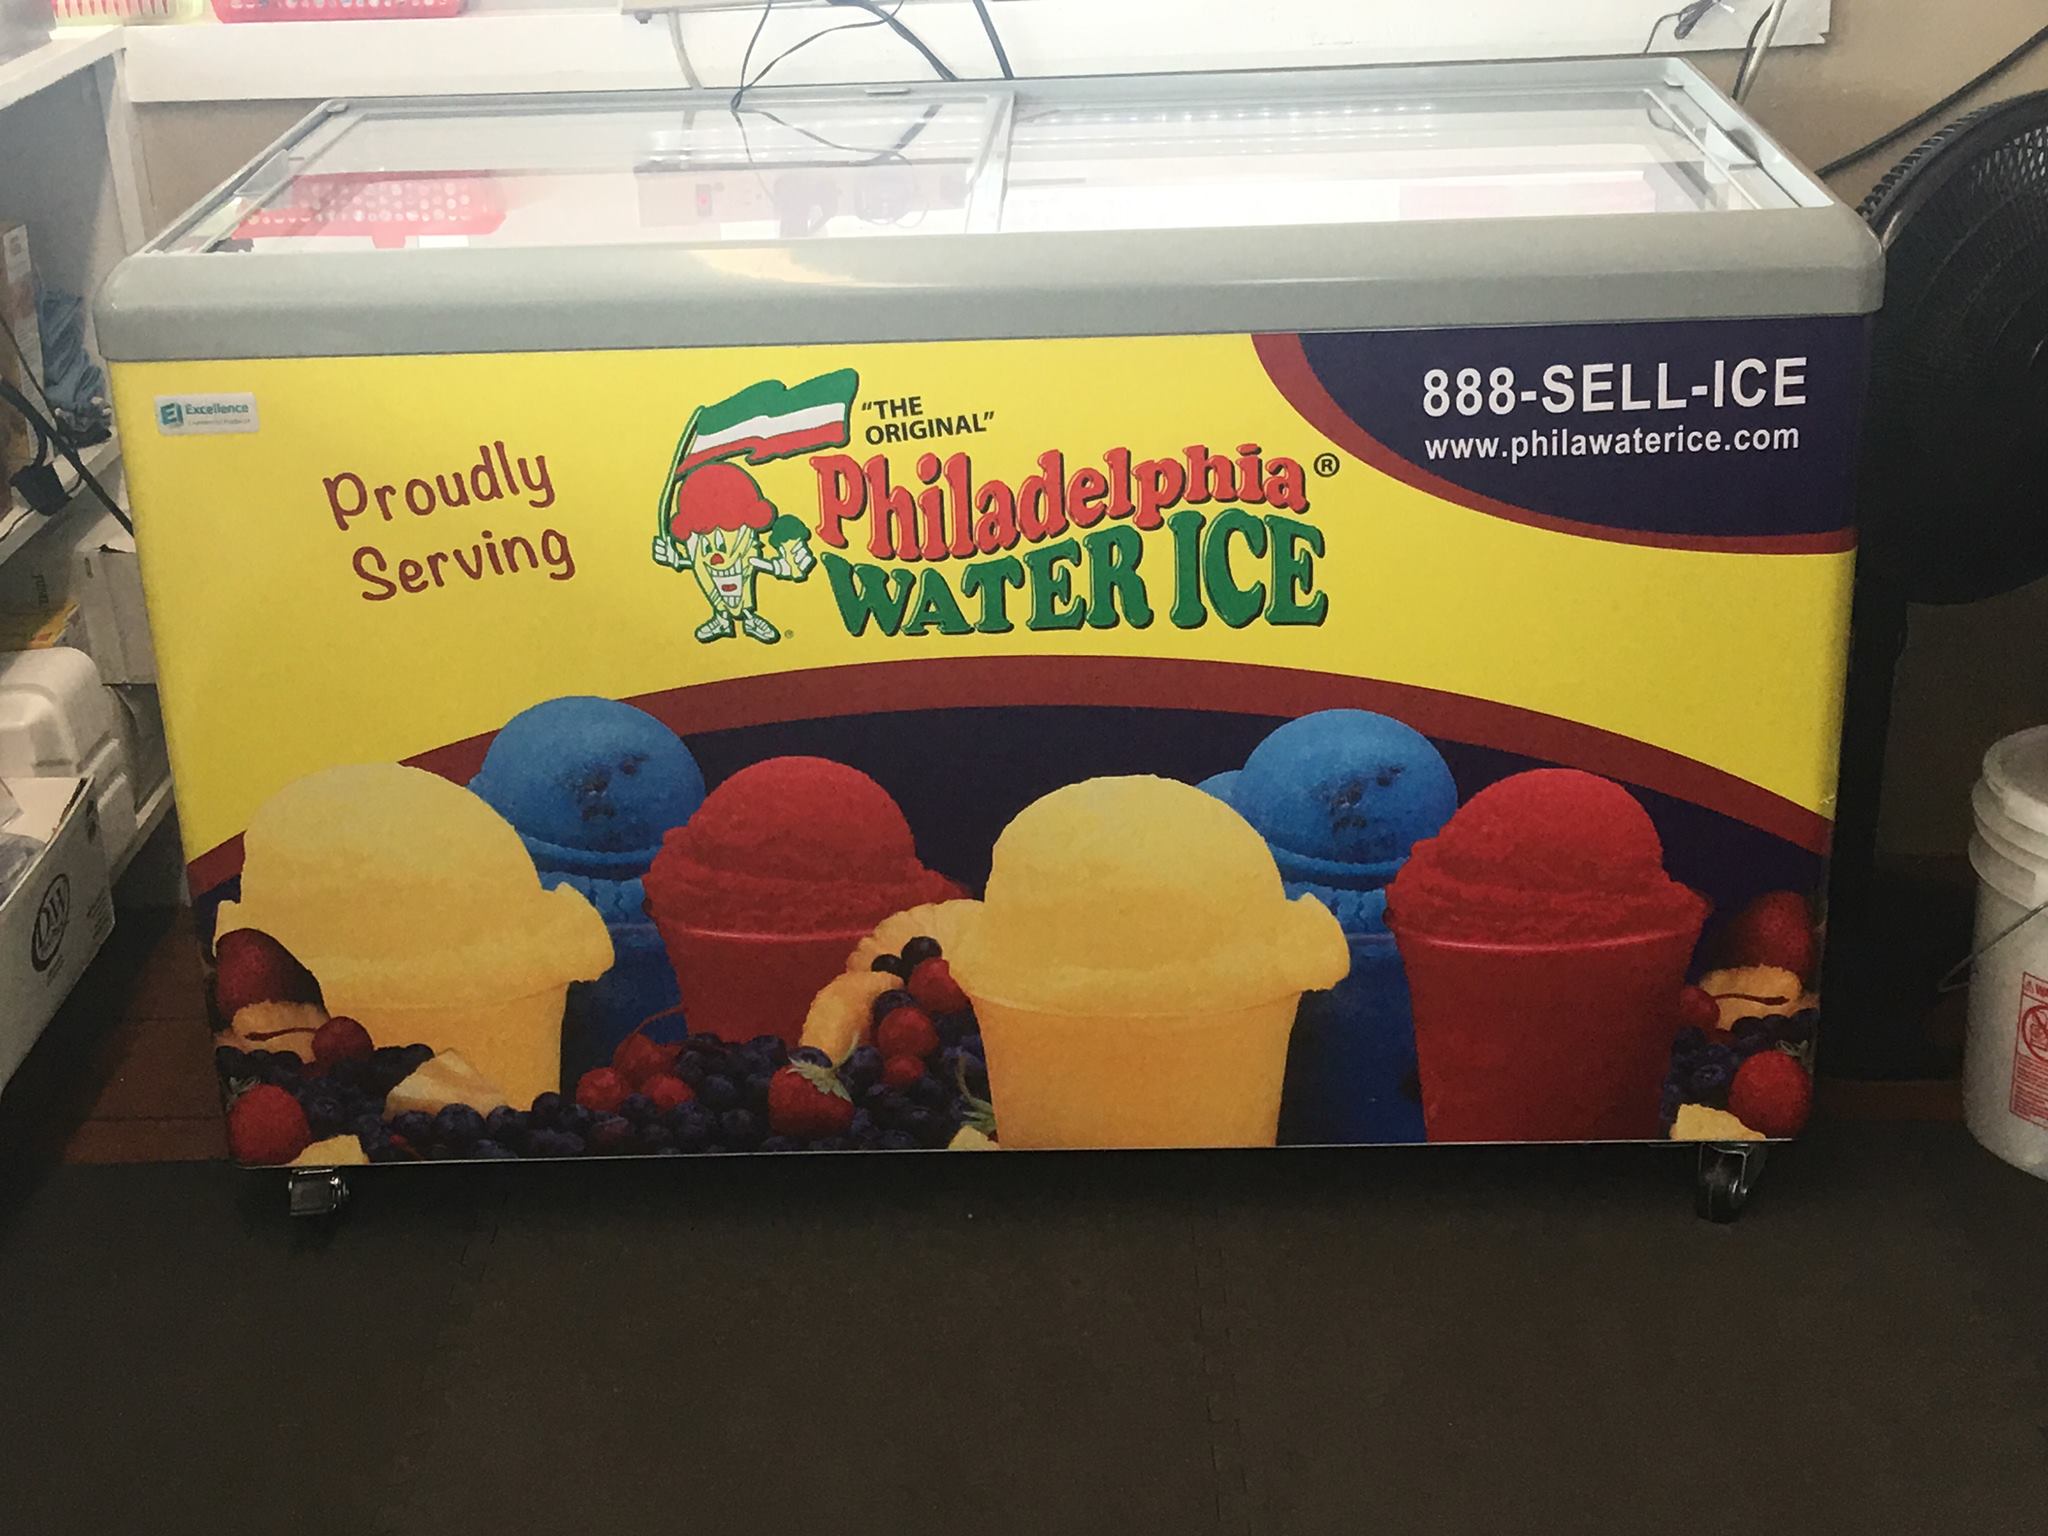 888-SELL-ICE
www.philawaterice.com
Excellence
Proudly
Serving
"THE
ORIGINAL"
Philadelphia®
WATER ICE
®
D&W